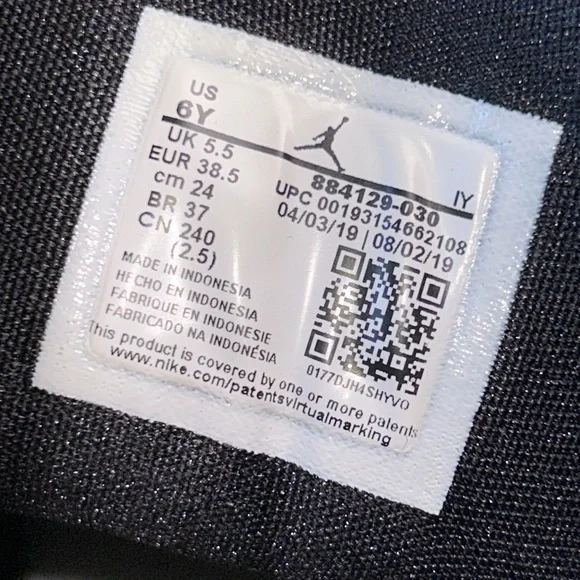 US
6Y
UK 5.5
EUR 38.5
cm 24
BR 37
CN 240
(2.5)
IY
884129-030
UPC 00193154662108
04/03/19 | 08/02/19
MADE IN INDONESIA
HECHO EN INDONESIA
FABRIQUE EN INDONESIE
FABRICADO NA INDONÉSIA
0177DJH4SHYVO
This product is covered by one or more patents
www.nike.com/patentsvirtualmarking